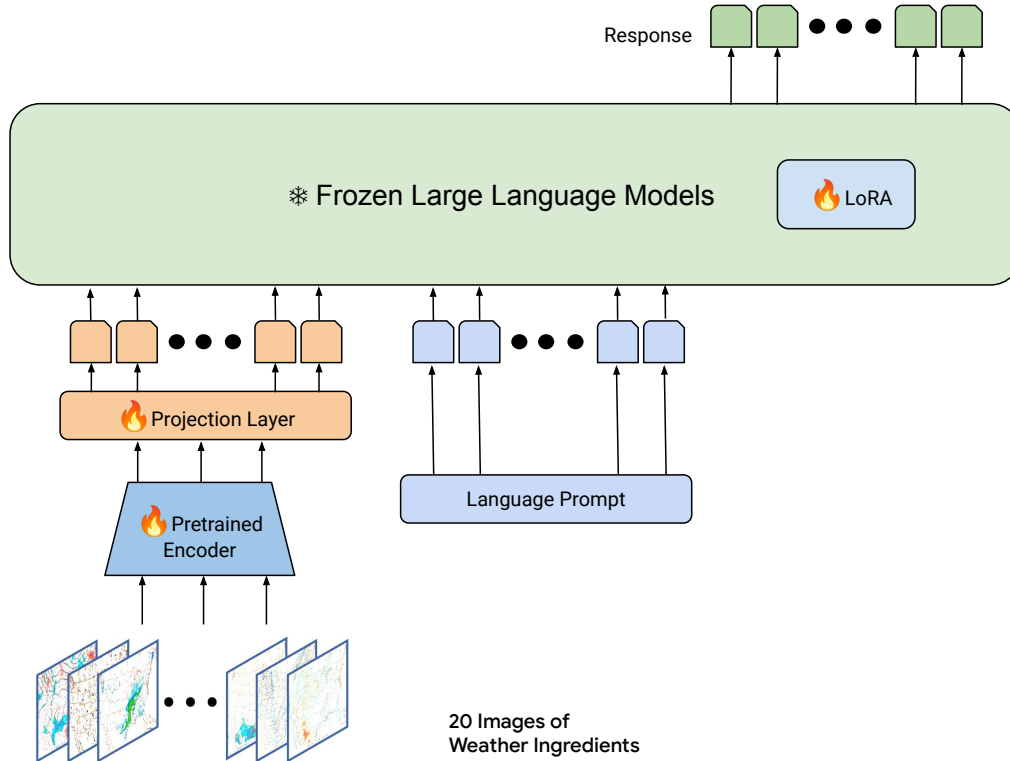 Response
Frozen Large Language Models
LoRA
Projection Layer
Language Prompt
Pretrained
Encoder
20 Images of
Weather Ingredients